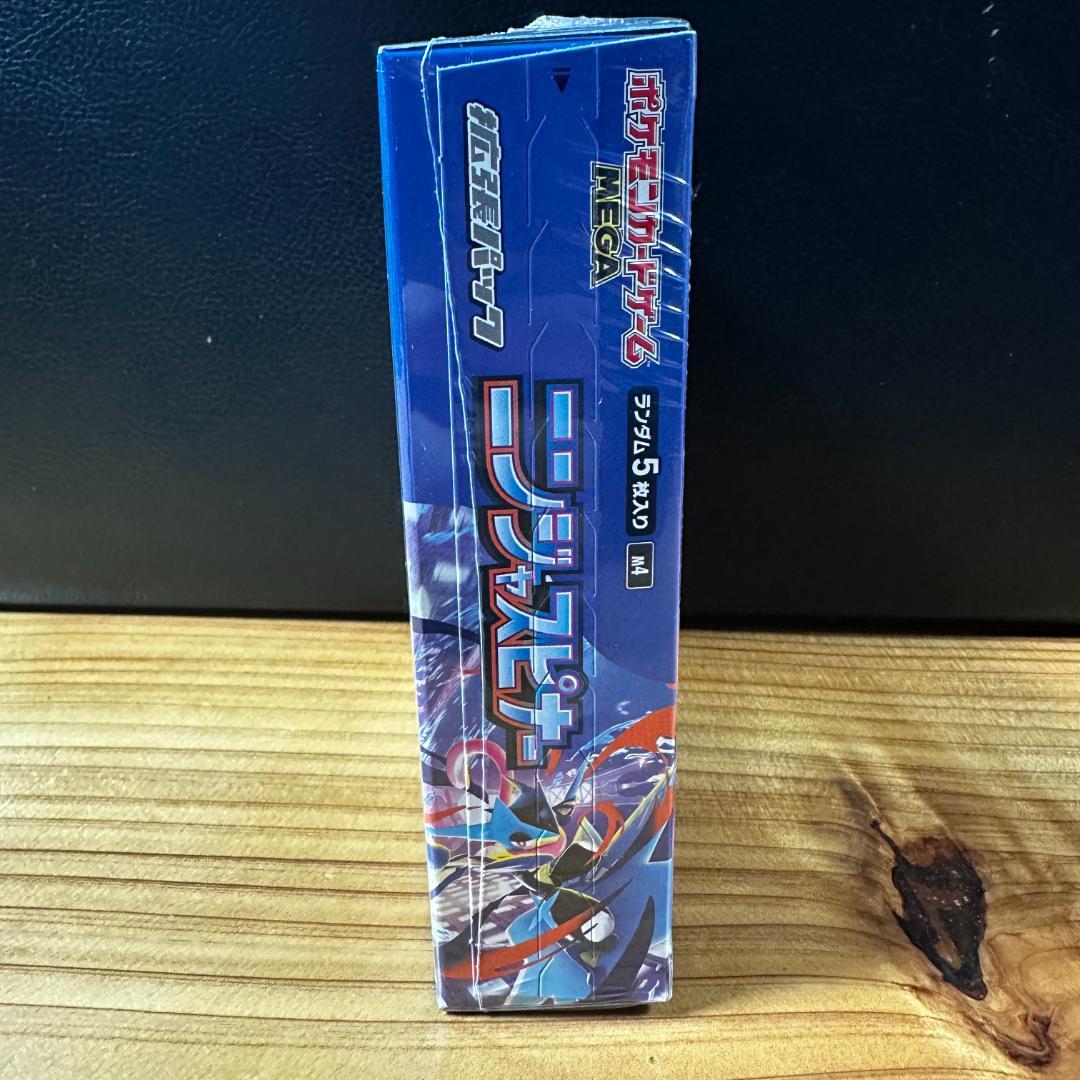 ポケモンカードゲーム
MEGA
ランダム5枚入り
M4
拡張パック
ニンジャスピナー